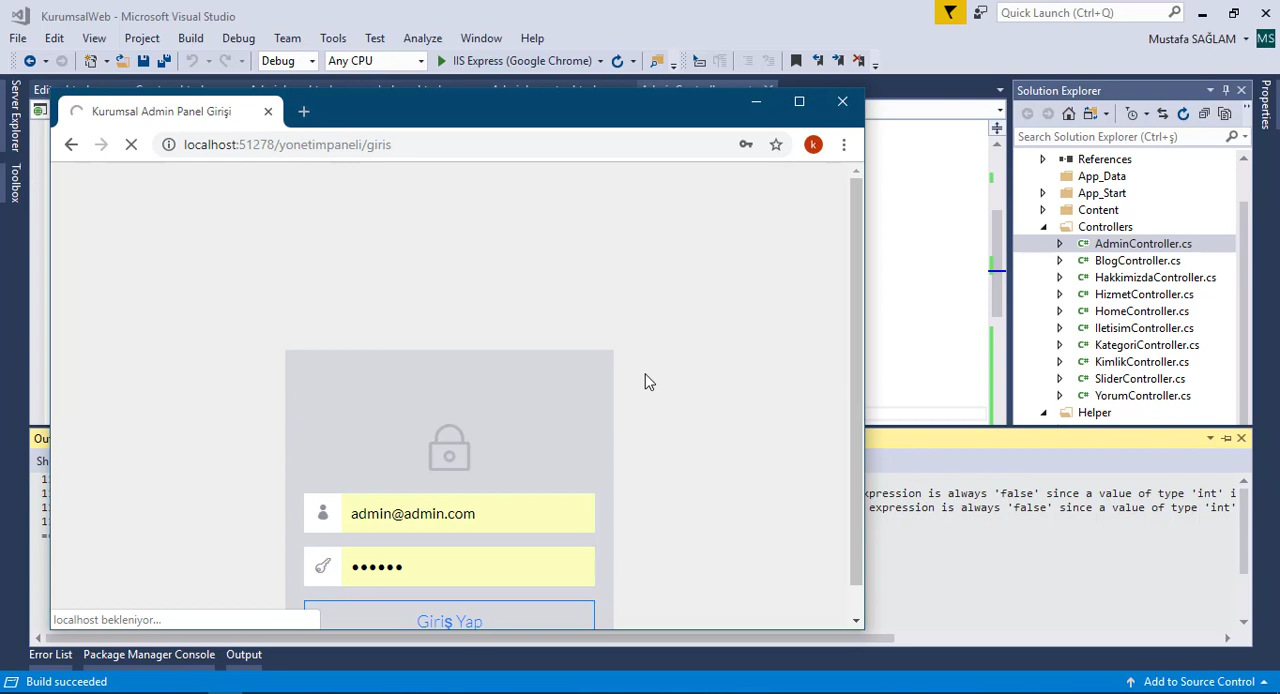 KurumsalWeb - Microsoft Visual Studio
Quick Launch (Ctrl+Q)
File Edit View Project Build Debug Team Tools Test Analyze Window Help
Mustafa SAĞLAM MS
Debug Any CPU IIS Express (Google Chrome)
Server Explorer
Toolbox
Kurumsal Admin Panel Girişi
localhost:51278/yonetimpaneli/giris
k
admin@admin.com
••••••
Giriş Yap
localhost bekleniyor...
Solution Explorer
Search Solution Explorer (Ctrl+ş)
References
App_Data
App_Start
Content
Controllers
AdminController.cs
BlogController.cs
HakkimizdaController.cs
HizmetController.cs
HomeController.cs
IletisimController.cs
KategoriController.cs
KimlikController.cs
SliderController.cs
YorumController.cs
Helper
Properties
expression is always 'false' since a value of type 'int' i
expression is always 'false' since a value of type 'int'
Error List Package Manager Console Output
Build succeeded
Add to Source Control